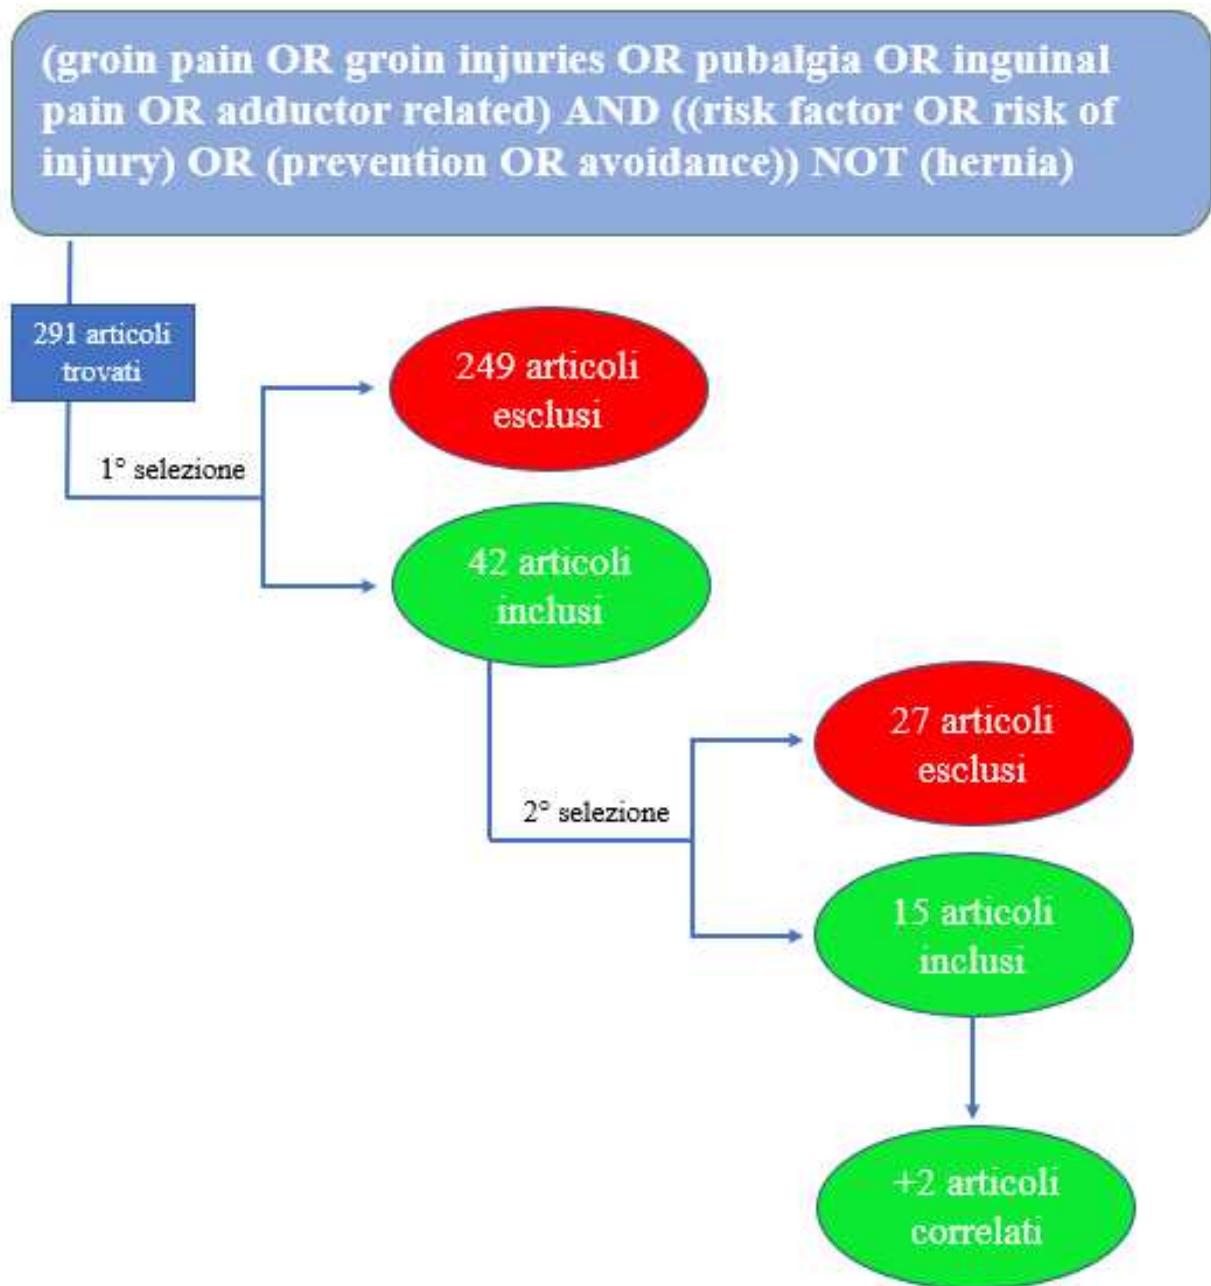 (groin pain OR groin injuries OR pubalgia OR inguinal
pain OR adductor related) AND ((risk factor OR risk of
injury) OR (prevention OR avoidance)) NOT (hernia)
291 articoli
trovati
1° selezione
249 articoli
esclusi
42 articoli
inclusi
2° selezione
27 articoli
esclusi
15 articoli
inclusi
+2 articoli
correlati